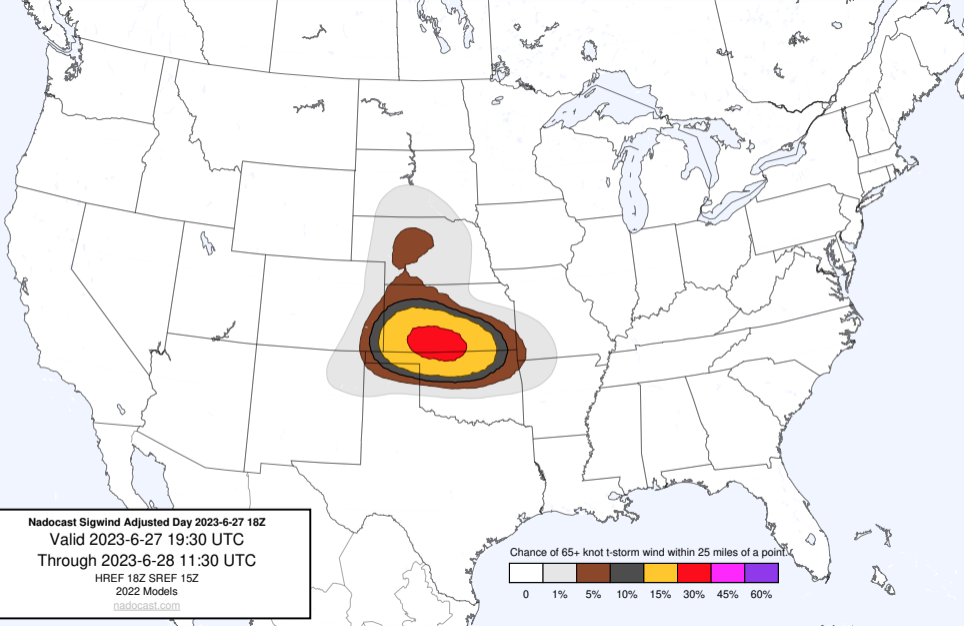 Nadocast Sigwind Adjusted Day 2023-6-27 18Z
Valid 2023-6-27 19:30 UTC
Through 2023-6-28 11:30 UTC
HREF 18Z SREF 15Z
2022 Models
nadocast.com
Chance of 65+ knot t-storm wind within 25 miles of a point.
0 1% 5% 10% 15% 30% 45% 60%